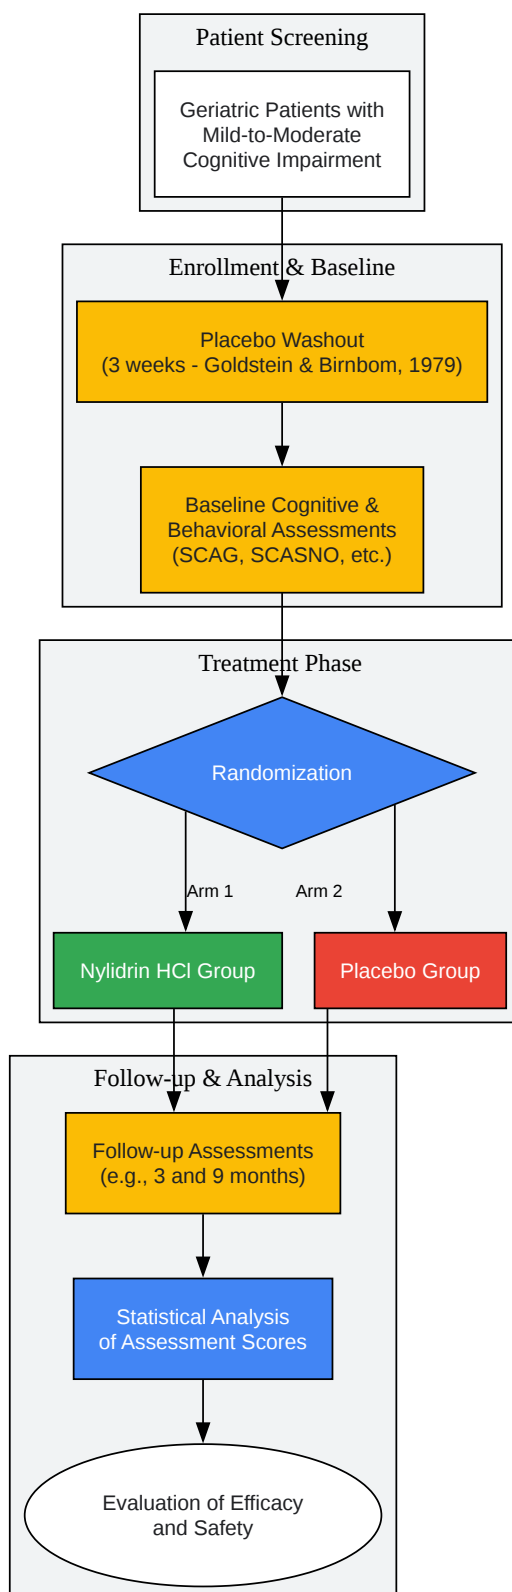 Patient Screening
Geriatric Patients with
Mild-to-Moderate
Cognitive Impairment
Enrollment & Baseline
Placebo Washout
(3 weeks - Goldstein & Birnbom, 1979)
Baseline Cognitive &
Behavioral Assessments
(SCAG, SCASNO, etc.)
Treatment Phase
Randomization
Arm 1
Arm 2
Nylidrin HCl Group
Placebo Group
Follow-up & Analysis
Follow-up Assessments
(e.g., 3 and 9 months)
Statistical Analysis
of Assessment Scores
Evaluation of Efficacy
and Safety